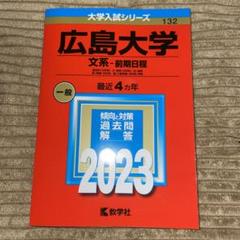 大学入試シリーズ
132
広島大学
文系-前期日程
一般
最近4カ年
傾向と対策
過去問
解答
2023
教学社